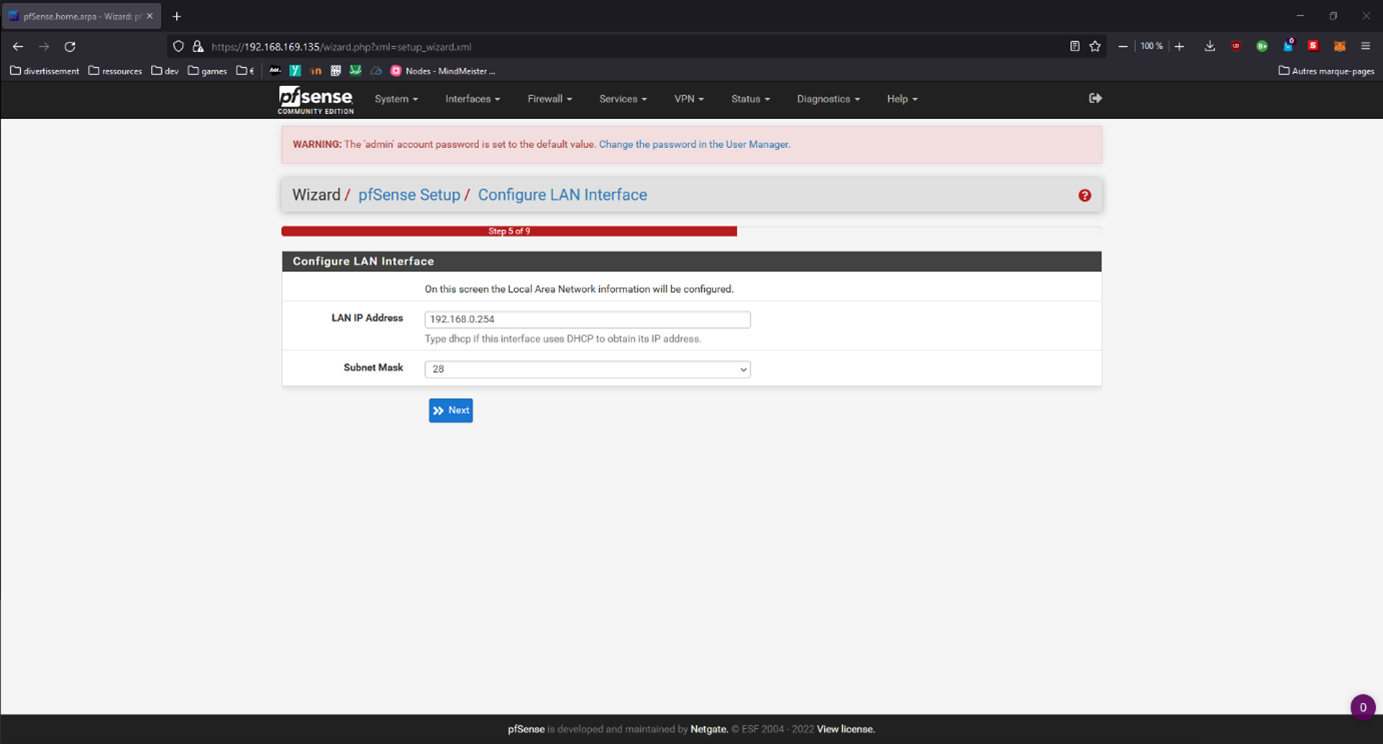 pfSense.home.arpa - Wizard: pf
https://192.168.169.135/wizard.php?xml=setup_wizard.xml
100 %
divertissement ressources dev games € Nodes - MindMeister ... Autres marque-pages
pfsense COMMUNITY EDITION
System Interfaces Firewall Services VPN Status Diagnostics Help
WARNING: The 'admin' account password is set to the default value. Change the password in the User Manager.
Wizard / pfSense Setup / Configure LAN Interface
Step 5 of 9
Configure LAN Interface
On this screen the Local Area Network information will be configured.
LAN IP Address 192.168.0.254
Type dhcp if this interface uses DHCP to obtain its IP address.
Subnet Mask 28
Next
0
pfSense is developed and maintained by Netgate. © ESF 2004 - 2022 View license.